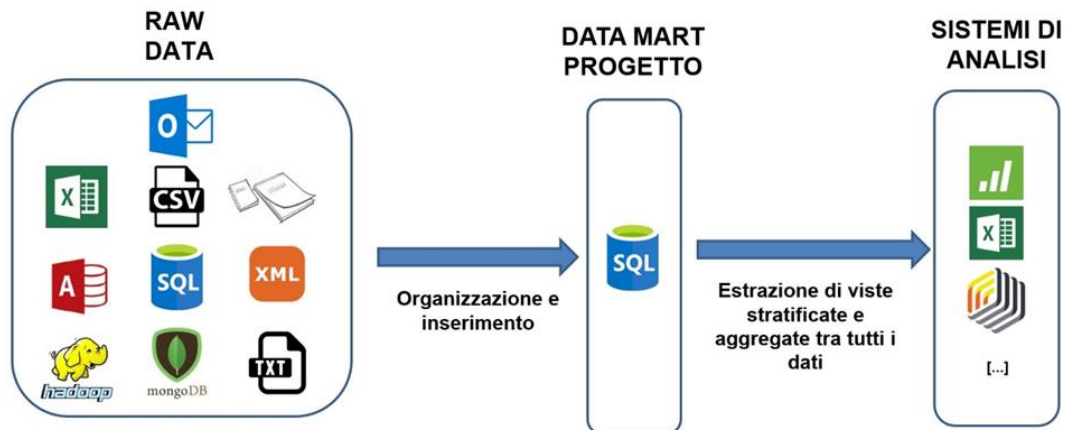 RAW
DATA
DATA MART
PROGETTO
SISTEMI DI
ANALISI
O
X
CSV
A
SQL
XML
hadoop
mongoDB
TXT
Organizzazione e
inserimento
SQL
Estrazione di viste
stratificate e
aggregate tra tutti i
dati
X
[...]